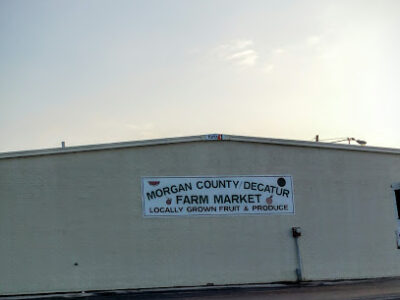 MORGAN COUNTY/DECATUR
FARM MARKET
LOCALLY GROWN FRUIT & PRODUCE